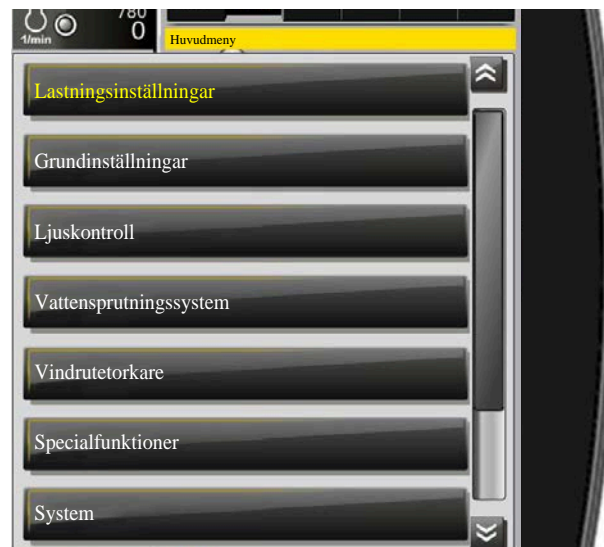 780
1/min
0
Huvudmeny
Lastningsinställningar
Grundinställningar
Ljuskontroll
Vattensprutningssystem
Vindrutetorkare
Specialfunktioner
System